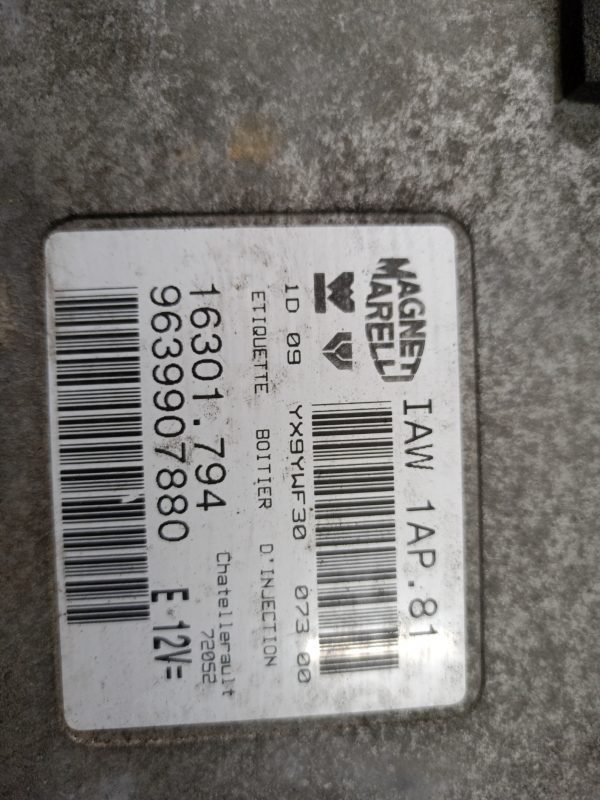 MAGNETI
MARELLI
IAW 1AP.81
1D 09 YX9YWF30 073 00
ETIQUETTE BOITIER D'INJECTION
16301.794
Chatellerault
72052
9639907880
E 12V=